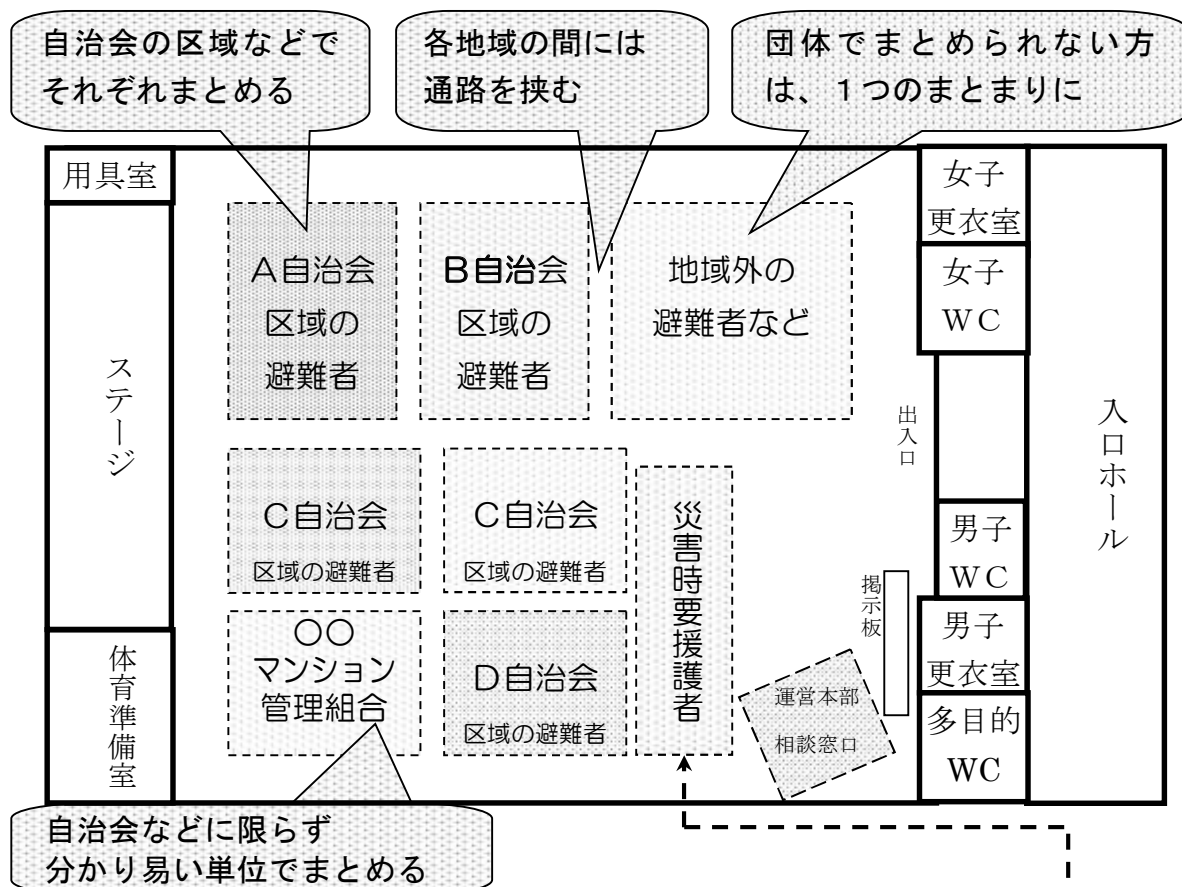 自治会の区域などで
それぞれまとめる
各地域の間には
通路を挟む
団体でまとめられない方
は、１つのまとまりに
用具室
ステージ
体育準備室
Ａ自治会
区域の
避難者
Ｂ自治会
区域の
避難者
地域外の
避難者など
Ｃ自治会
区域の避難者
Ｃ自治会
区域の避難者
〇〇
マンション
管理組合
Ｄ自治会
区域の避難者
災害時要援護者
運営本部
相談窓口
掲示板
出入口
女子
更衣室
女子
ＷＣ
男子
ＷＣ
男子
更衣室
多目的
WC
入口ホール
自治会などに限らず
分かり易い単位でまとめる